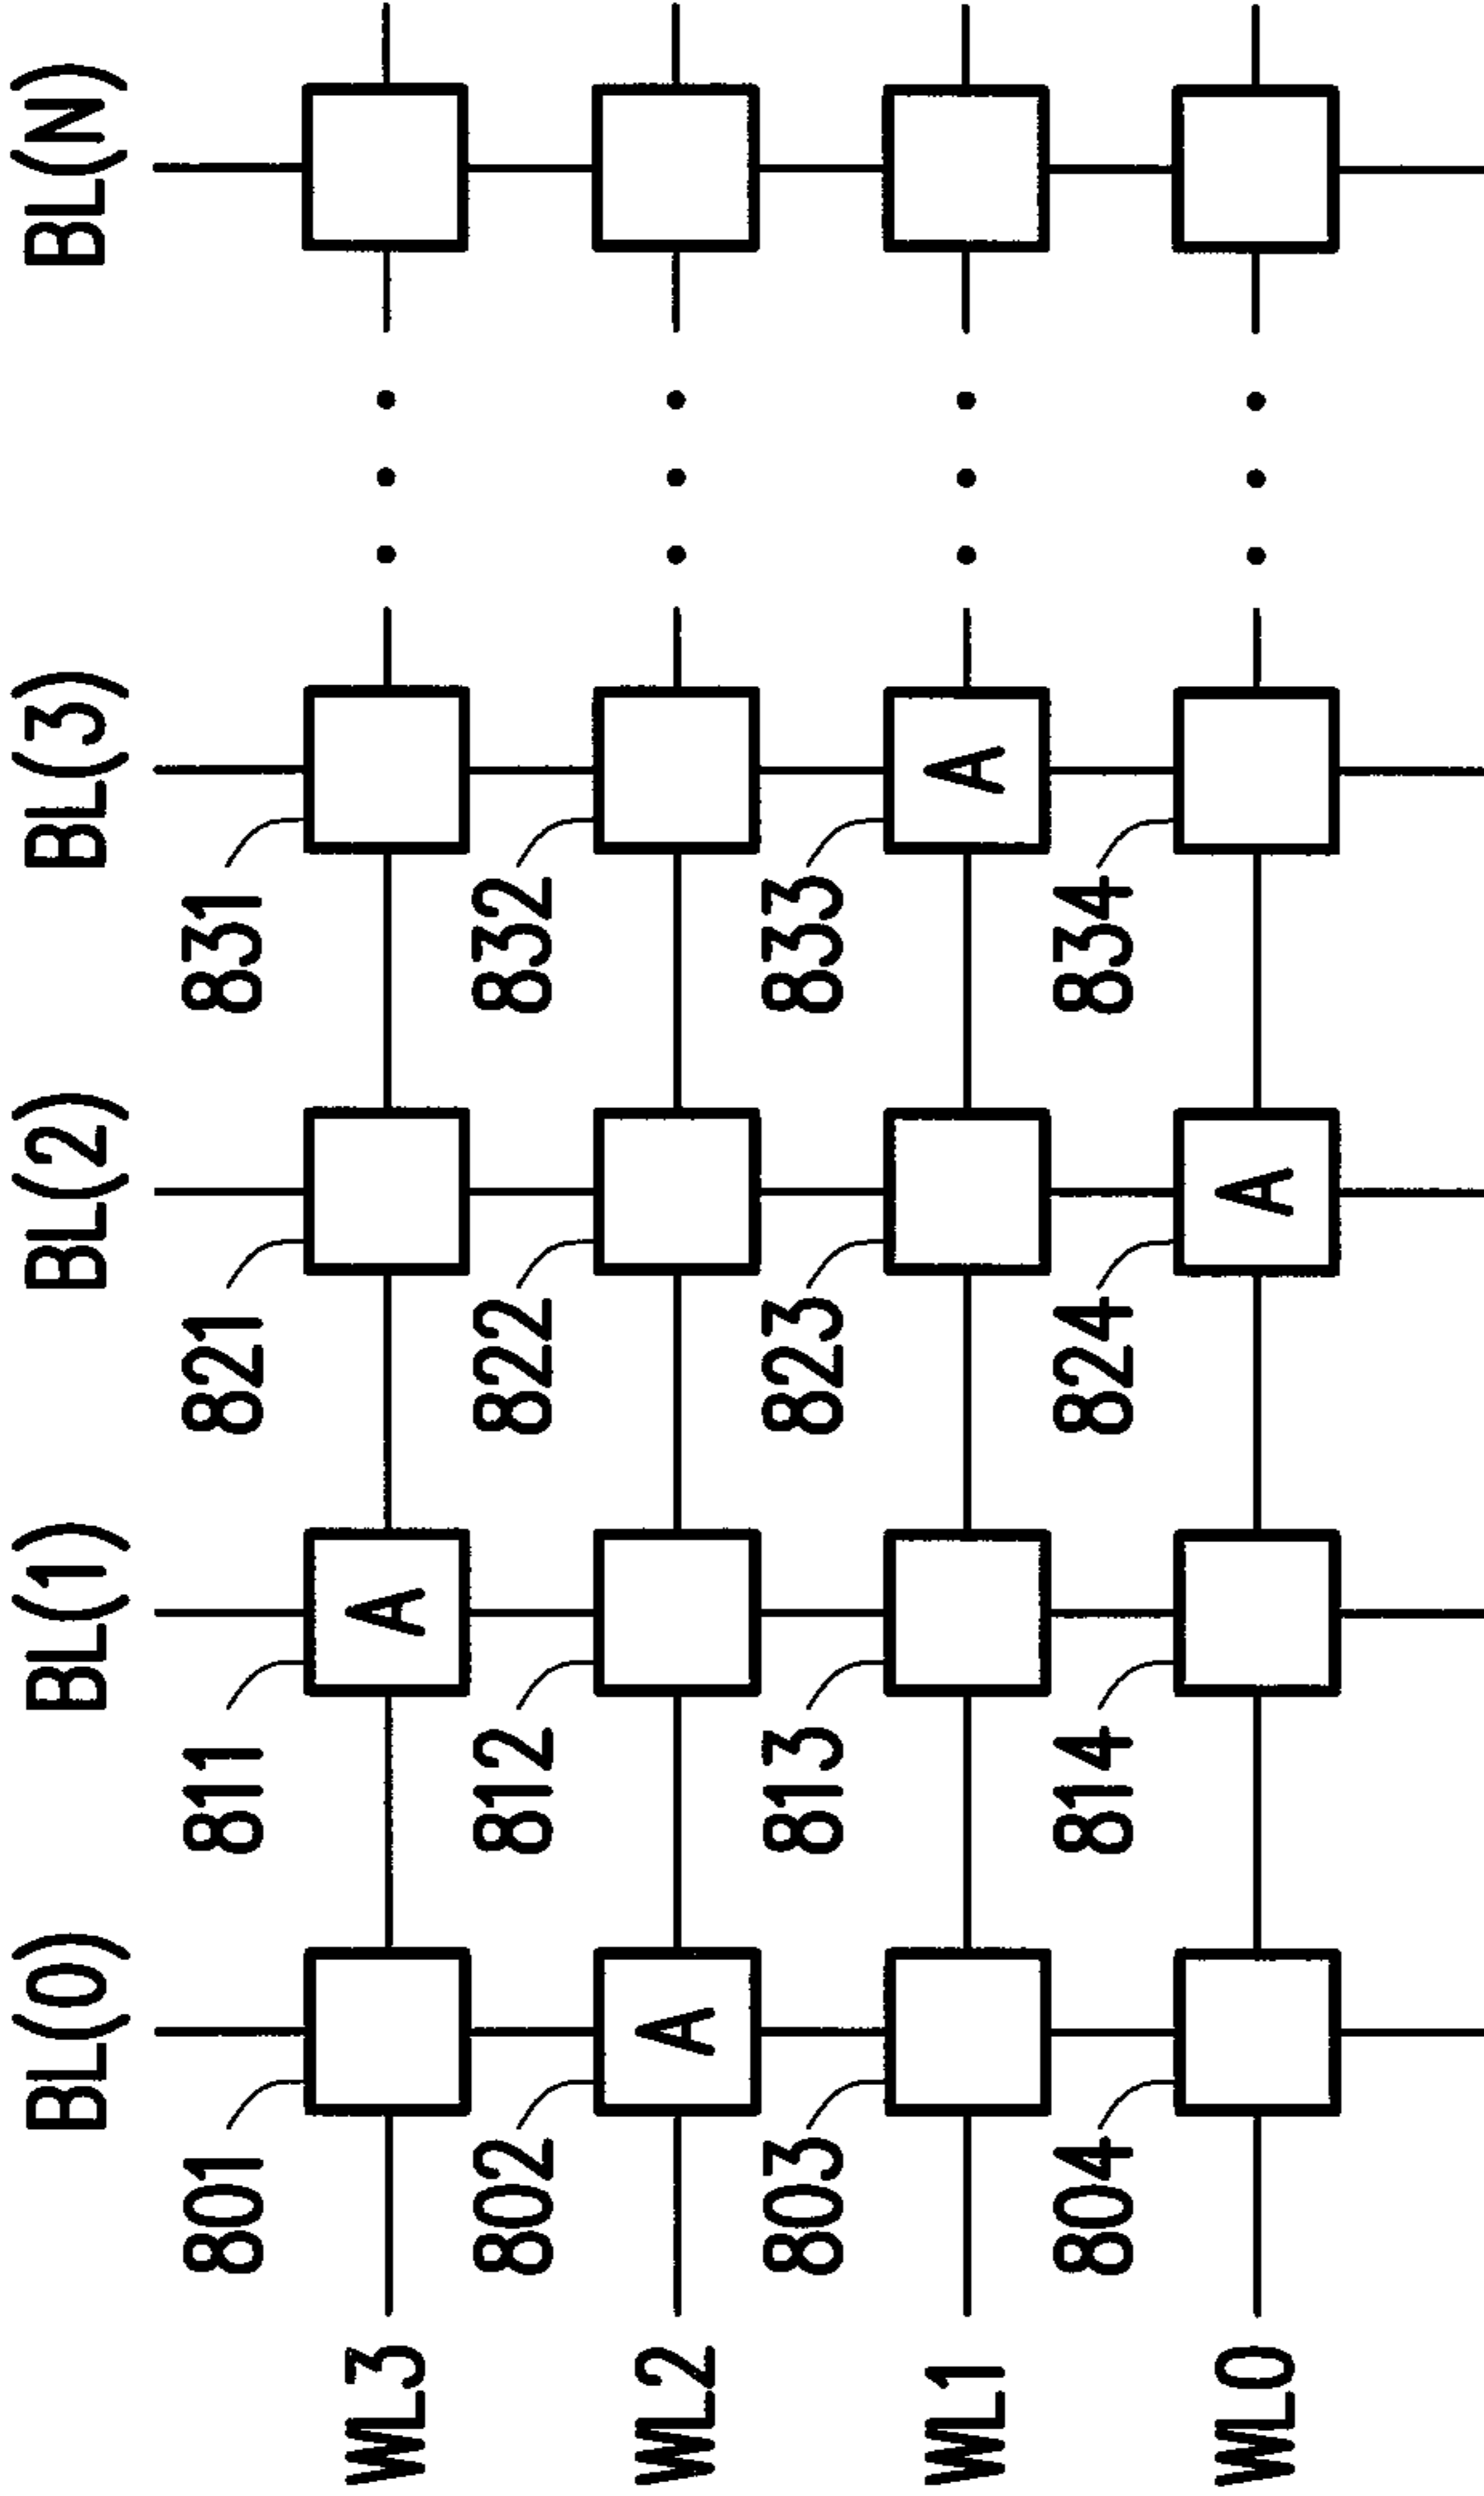 BL(0) BL(1) BL(2) BL(3) BL(N)
801 811 821 831
WL3 A
802 812 822 832
WL2 A
803 813 823 833
WL1 A
804 814 824 834
WL0 A